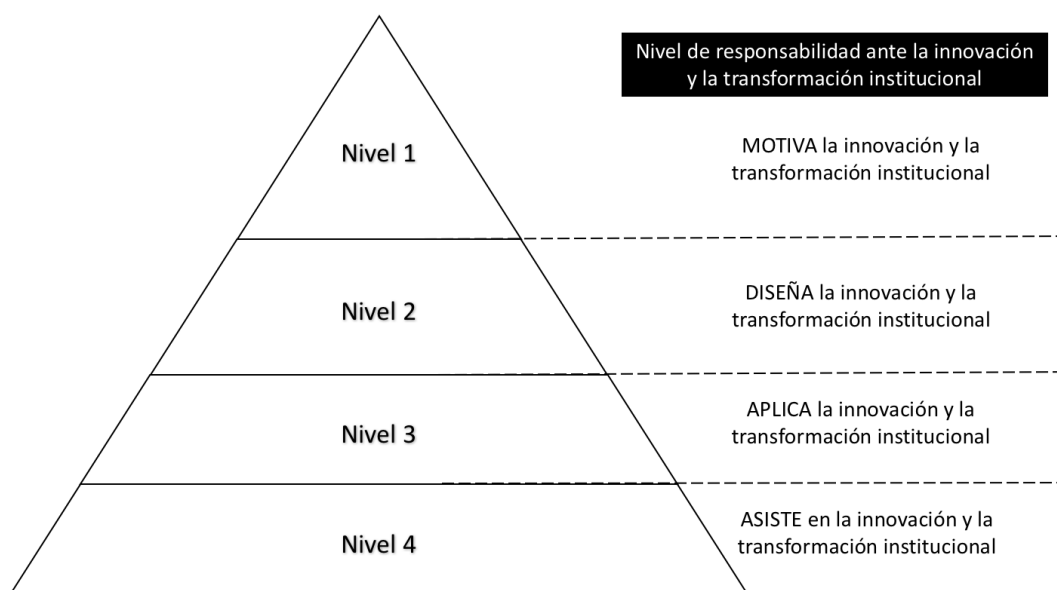 Nivel de responsabilidad ante la innovación
y la transformación institucional
Nivel 1
MOTIVA la innovación y la
transformación institucional
Nivel 2
DISEÑA la innovación y la
transformación institucional
Nivel 3
APLICA la innovación y la
transformación institucional
Nivel 4
ASISTE en la innovación y la
transformación institucional